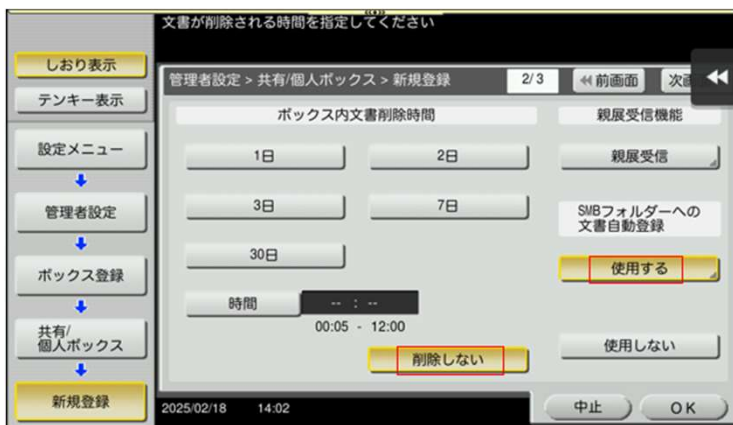 文書が削除される時間を指定してください
しおり表示
テンキー表示
設定メニュー
管理者設定
ボックス登録
共有/
個人ボックス
新規登録
管理者設定 > 共有/個人ボックス > 新規登録
2/3
前画面
次画
ボックス内文書削除時間
1日
2日
3日
7日
30日
時間
-- : --
00:05 - 12:00
削除しない
親展受信機能
親展受信
SMBフォルダーへの
文書自動登録
使用する
使用しない
2025/02/18 14:02
中止
OK